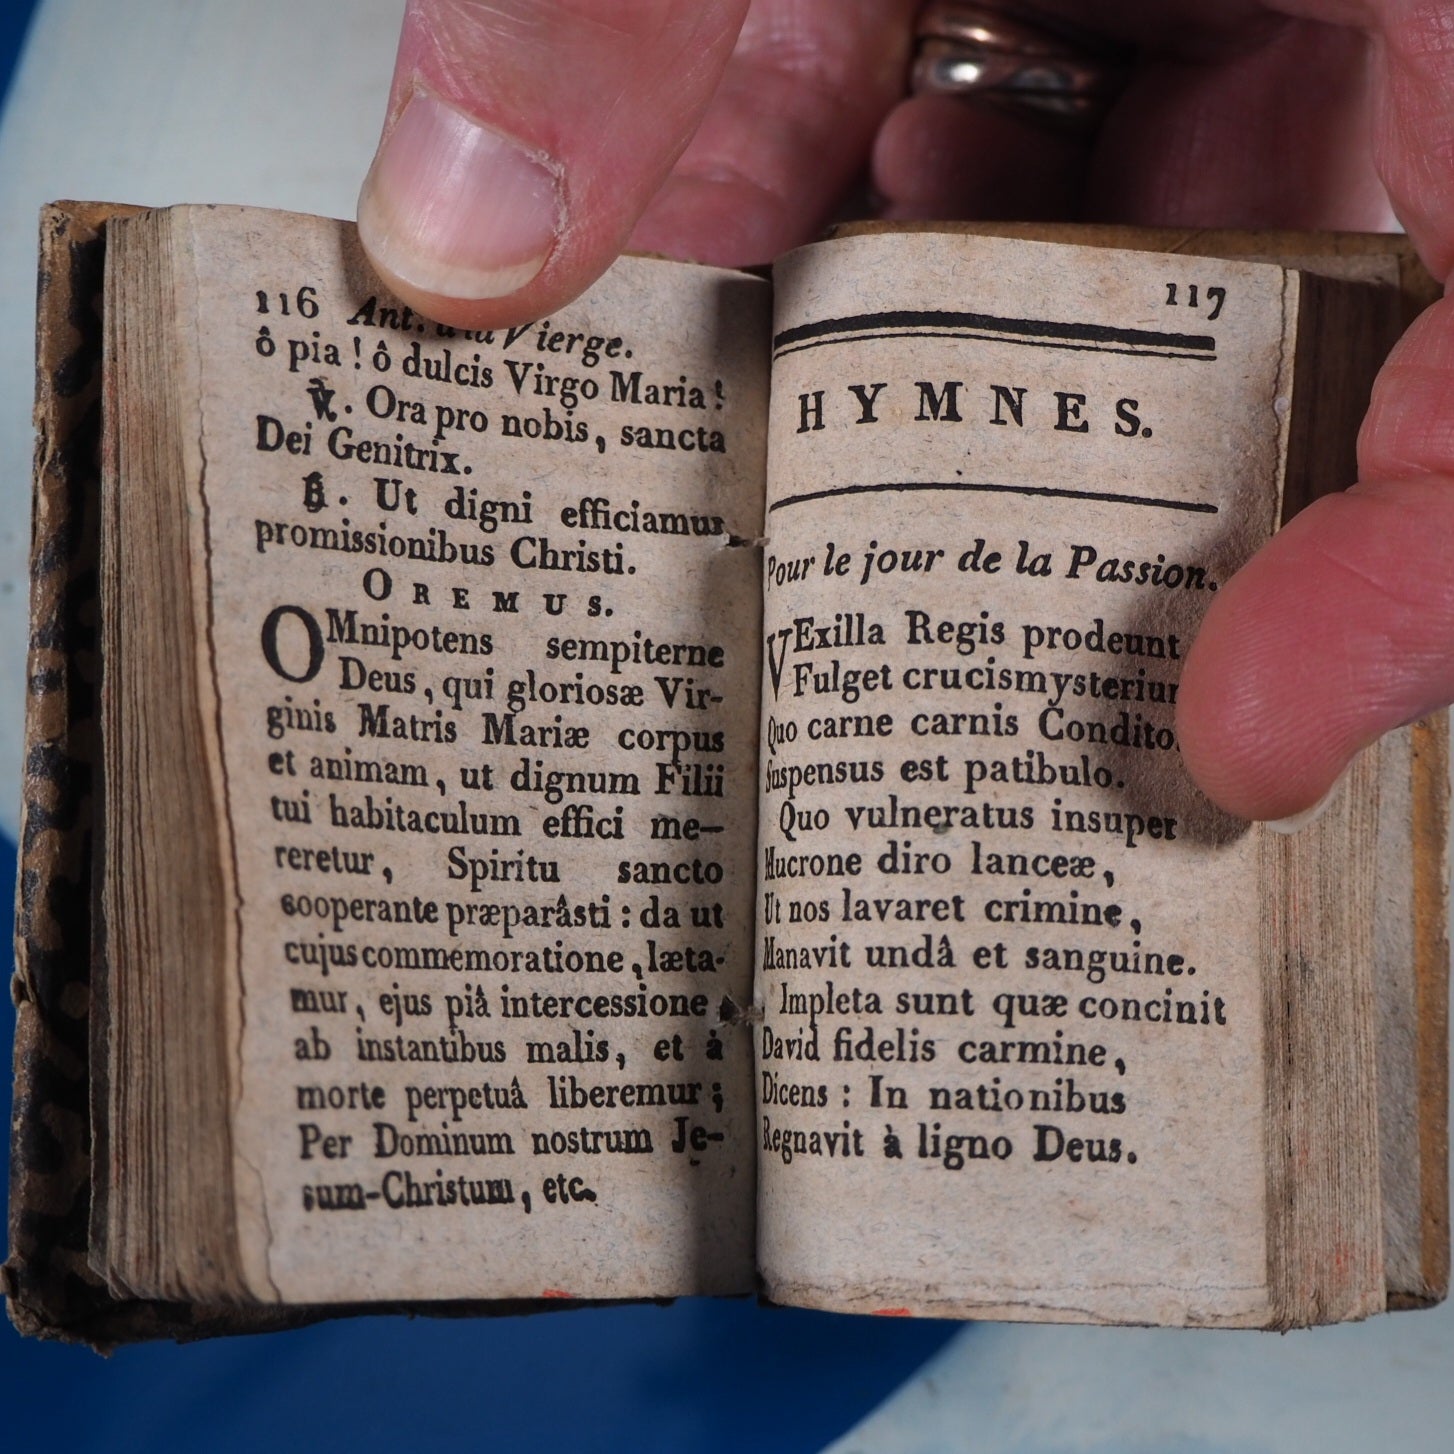 116 Ant. à la Vierge.
ô pia ! ô dulcis Virgo Maria !
℣. Ora pro nobis, sancta
Dei Genitrix.
℟. Ut digni efficiamur
promissionibus Christi.
OREMUS.
OMnipotens sempiterne
Deus, qui gloriosæ Vir-
ginis Matris Mariæ corpus
et animam, ut dignum Filii
tui habitaculum effici me-
reretur, Spiritu sancto
cooperante præparâsti : da ut
cujus commemoratione, læta-
mur, ejus piâ intercessione
ab instantibus malis, et à
morte perpetuâ liberemur ;
Per Dominum nostrum Je-
sum-Christum, etc.
117
HYMNES.
Pour le jour de la Passion.
VExilla Regis prodeunt
Fulget crucis mysterium
Quo carne carnis Conditor
Suspensus est patibulo.
Quo vulneratus insuper
Mucrone diro lanceæ,
Ut nos lavaret crimine,
Manavit undâ et sanguine.
Impleta sunt quæ concinit
David fidelis carmine,
Dicens : In nationibus
Regnavit à ligno Deus.